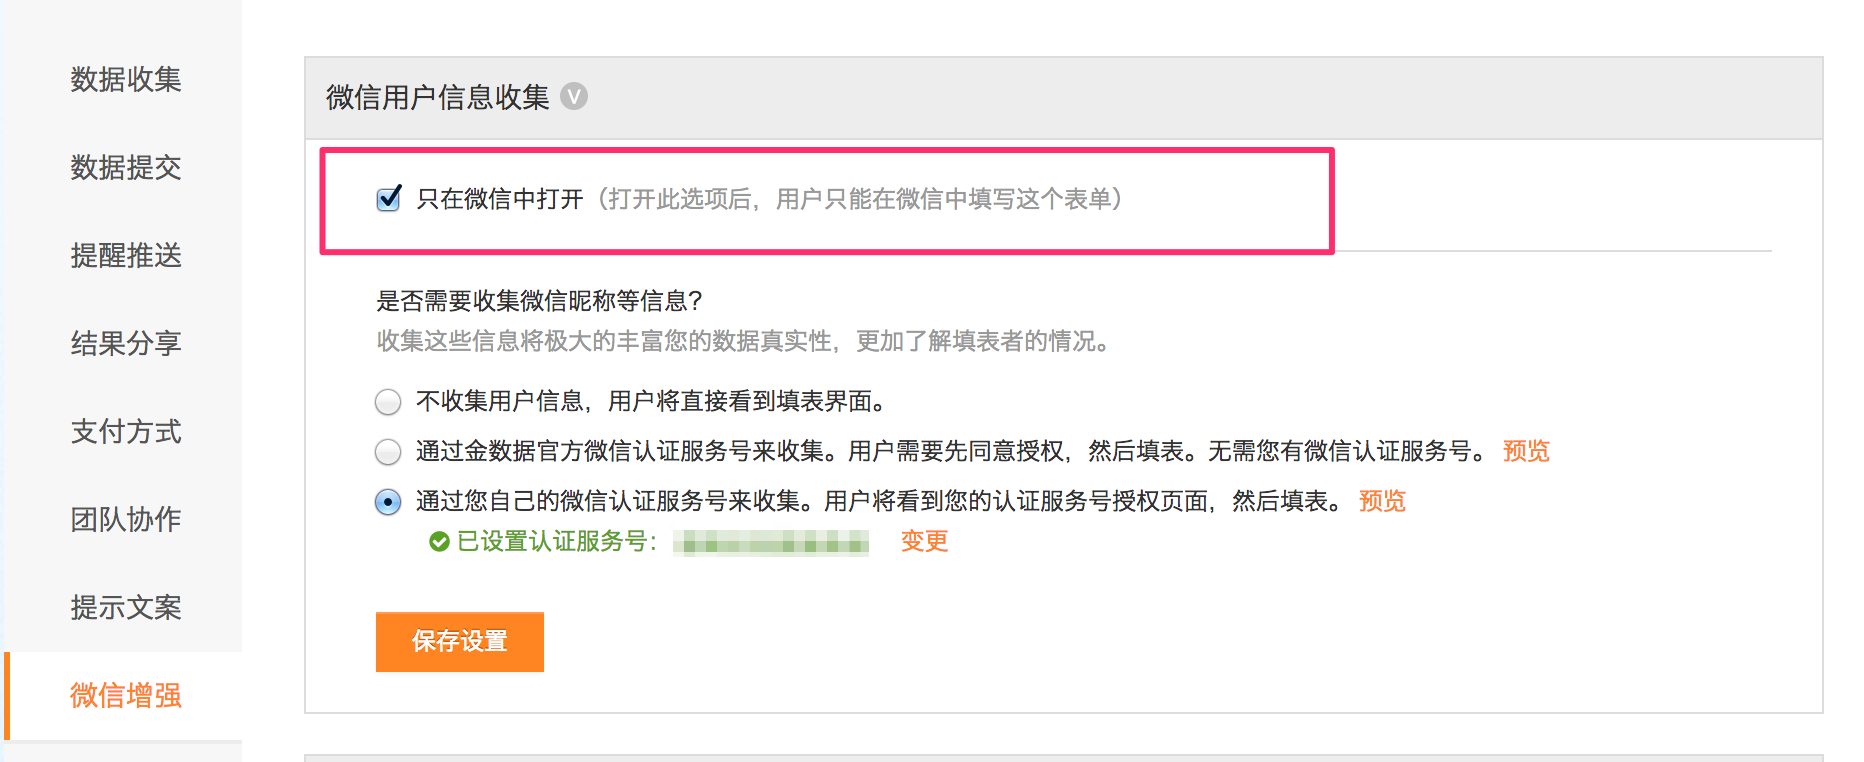 数据收集
数据提交
提醒推送
结果分享
支付方式
团队协作
提示文案
微信增强
微信用户信息收集 V
只在微信中打开（打开此选项后，用户只能在微信中填写这个表单）
是否需要收集微信昵称等信息?
收集这些信息将极大的丰富您的数据真实性，更加了解填表者的情况。
不收集用户信息，用户将直接看到填表界面。
通过金数据官方微信认证服务号来收集。用户需要先同意授权，然后填表。无需您有微信认证服务号。 预览
通过您自己的微信认证服务号来收集。用户将看到您的认证服务号授权页面，然后填表。 预览
已设置认证服务号： 变更
保存设置